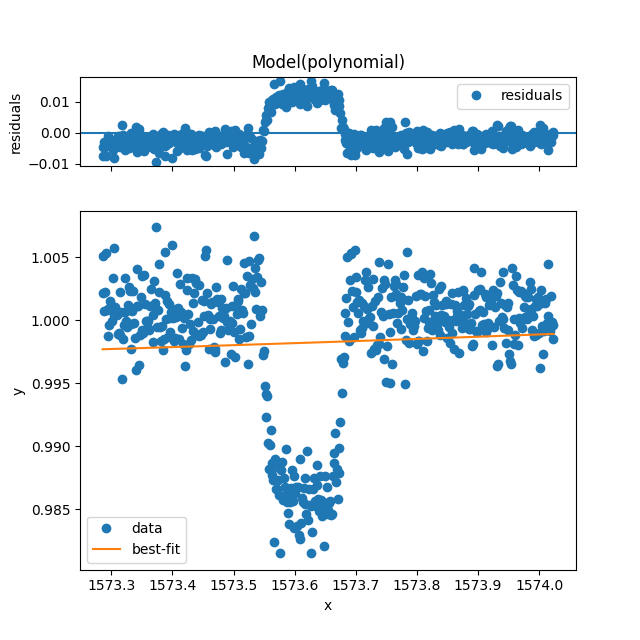 Model(polynomial)
residuals
0.01
0.00
−0.01
residuals
y
1.005
1.000
0.995
0.990
0.985
data
best-fit
1573.3 1573.4 1573.5 1573.6 1573.7 1573.8 1573.9 1574.0
x